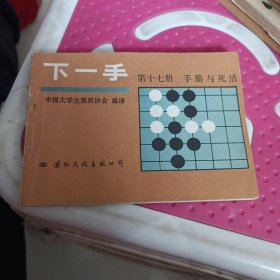 下一手
第十七册 手筋与死活
中国大学生围棋协会 编译
国际文化出版公司